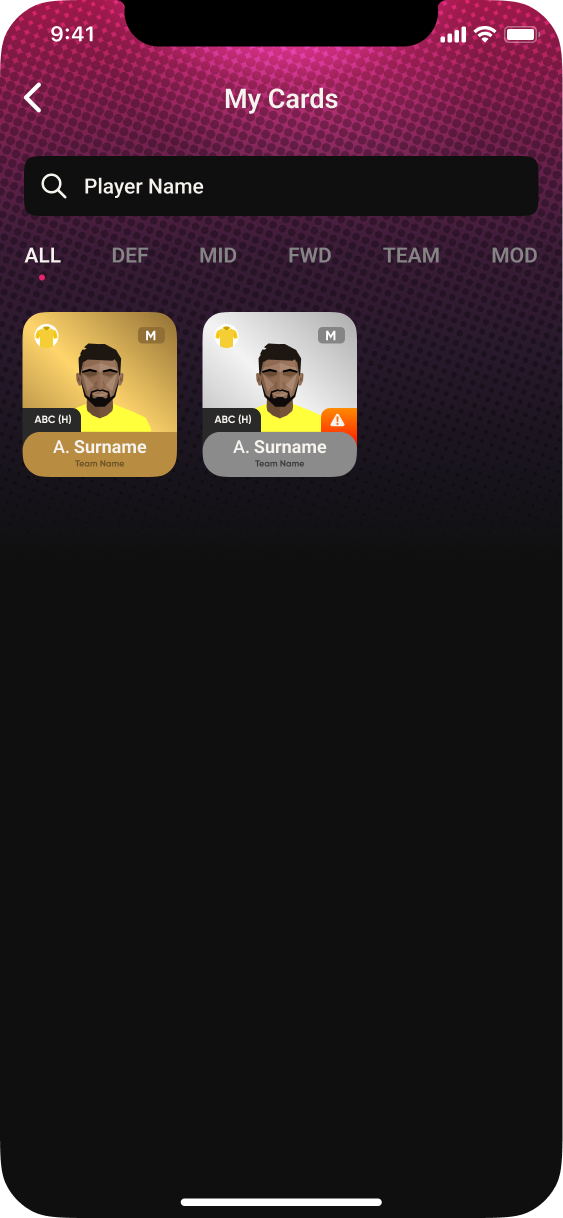 9:41
My Cards
Player Name
ALL DEF MID FWD TEAM MOD
M M
ABC (H) ABC (H)
A. Surname A. Surname
Team Name Team Name